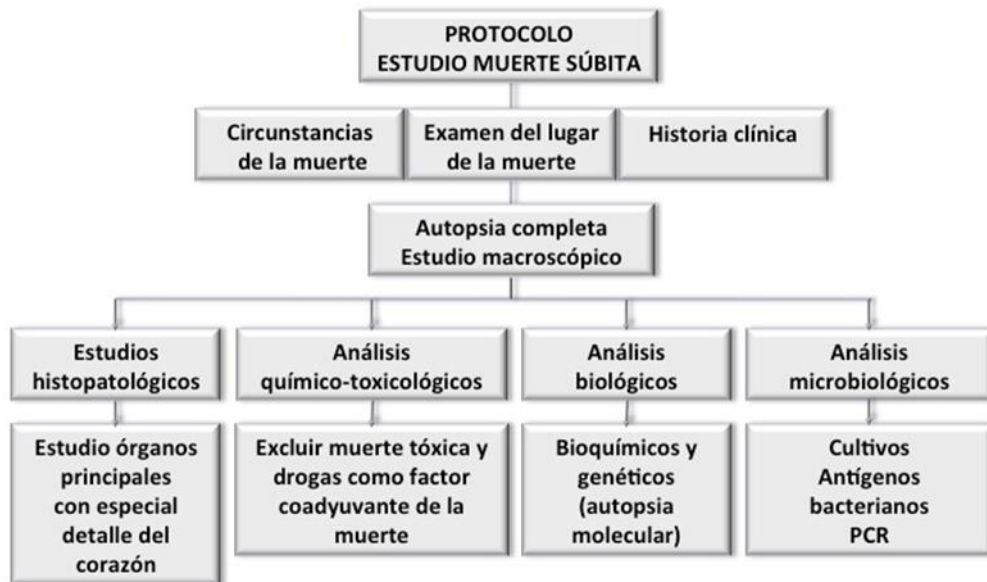 PROTOCOLO
ESTUDIO MUERTE SÚBITA
Circunstancias
de la muerte
Examen del lugar
de la muerte
Historia clínica
Autopsia completa
Estudio macroscópico
Estudios
histopatológicos
Análisis
químico-toxicológicos
Análisis
biológicos
Análisis
microbiológicos
Estudio órganos
principales
con especial
detalle del
corazón
Excluir muerte tóxica y
drogas como factor
coadyuvante de la
muerte
Bioquímicos y
genéticos
(autopsia
molecular)
Cultivos
Antígenos
bacterianos
PCR